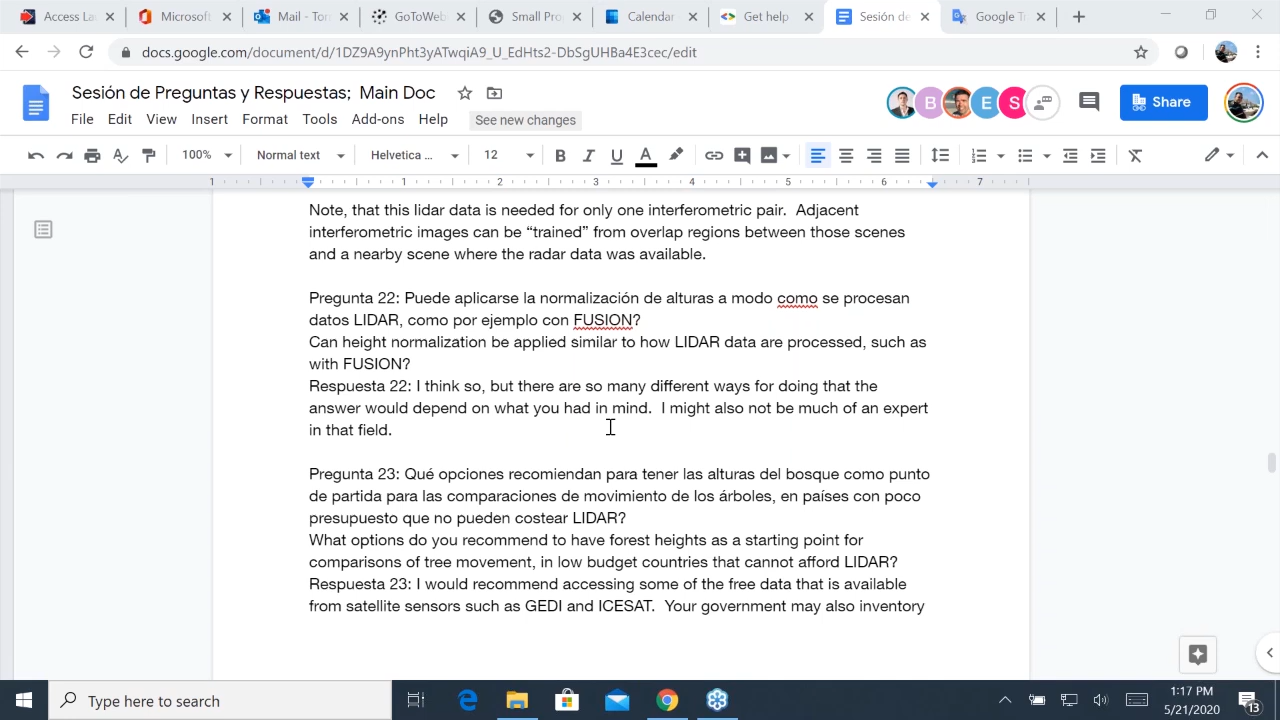 Access La
Microsoft
Mail - Ton
GoToWeb
Small Pro
Calendar
Get help
Sesión de
Google Tr
docs.google.com/document/d/1DZ9A9ynPht3yATwqiA9_U_EdHts2-DbSgUHBa4E3cec/edit
Sesión de Preguntas y Respuestas: Main Doc
B
E
S
Share
File Edit View Insert Format Tools Add-ons Help
See new changes
100%
Normal text
Helvetica ...
12
B I U A
1 1 2 3 4 5 6 7
Note, that this lidar data is needed for only one interferometric pair. Adjacent
interferometric images can be “trained” from overlap regions between those scenes
and a nearby scene where the radar data was available.
Pregunta 22: Puede aplicarse la normalización de alturas a modo como se procesan
datos LIDAR, como por ejemplo con FUSION?
Can height normalization be applied similar to how LIDAR data are processed, such as
with FUSION?
Respuesta 22: I think so, but there are so many different ways for doing that the
answer would depend on what you had in mind. I might also not be much of an expert
in that field.
Pregunta 23: Qué opciones recomiendan para tener las alturas del bosque como punto
de partida para las comparaciones de movimiento de los árboles, en países con poco
presupuesto que no pueden costear LIDAR?
What options do you recommend to have forest heights as a starting point for
comparisons of tree movement, in low budget countries that cannot afford LIDAR?
Respuesta 23: I would recommend accessing some of the free data that is available
from satellite sensors such as GEDI and ICESAT. Your government may also inventory
Type here to search
1:17 PM
5/21/2020
13